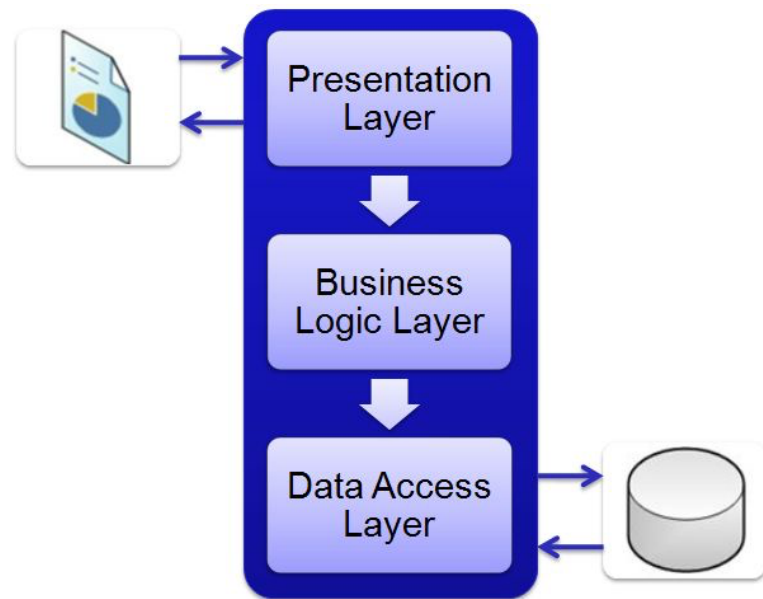 Presentation
Layer
Business
Logic Layer
Data Access
Layer